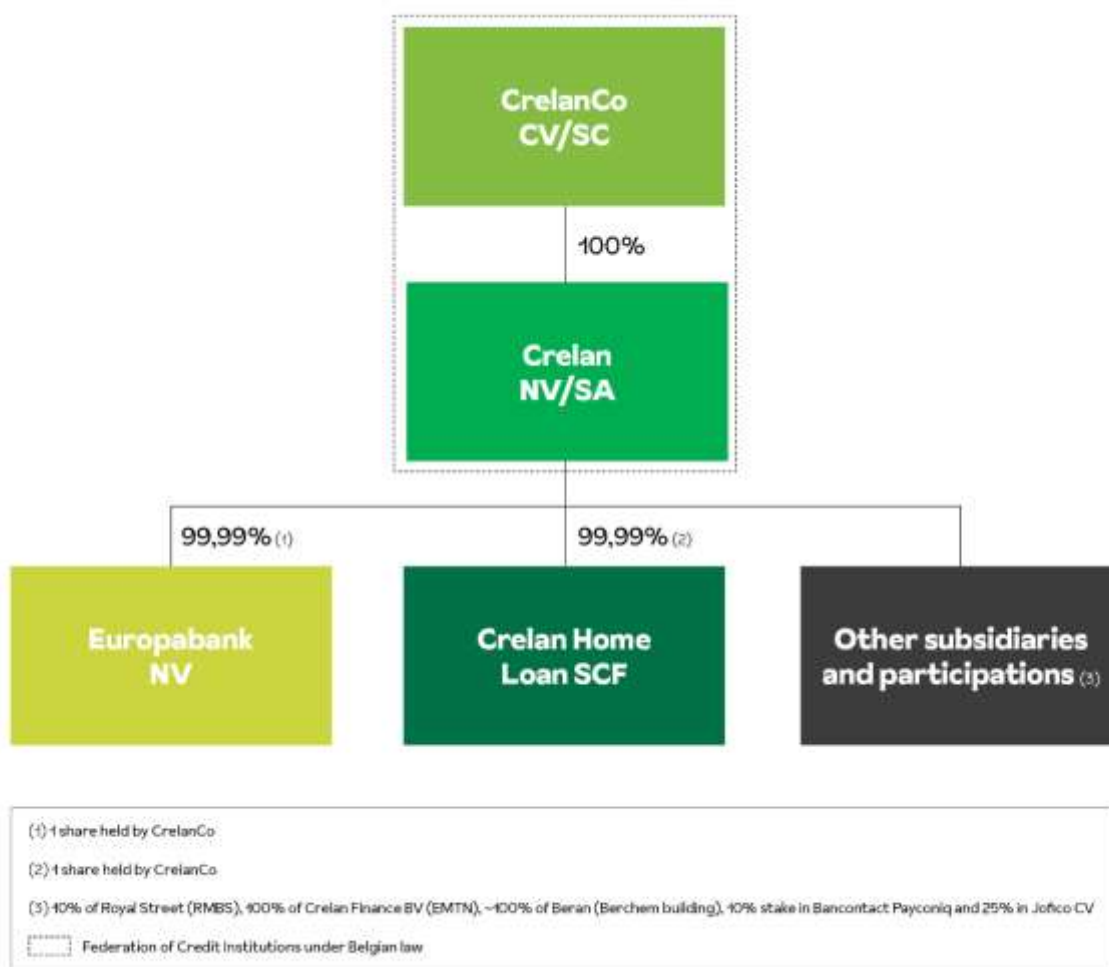 CrelanCo
CV/SC
100%
Crelan
NV/SA
99,99% (1)
99,99% (2)
Europabank
NV
Crelan Home
Loan SCF
Other subsidiaries
and participations (3)
(1) 1 share held by CrelanCo
(2) 1 share held by CrelanCo
(3) 10% of Royal Street (RMBS), 100% of Crelan Finance BV (EMTN), ~100% of Beran (Berchem building), 10% stake in Bancontact Payconiq and 25% in Jofico CV
Federation of Credit Institutions under Belgian law